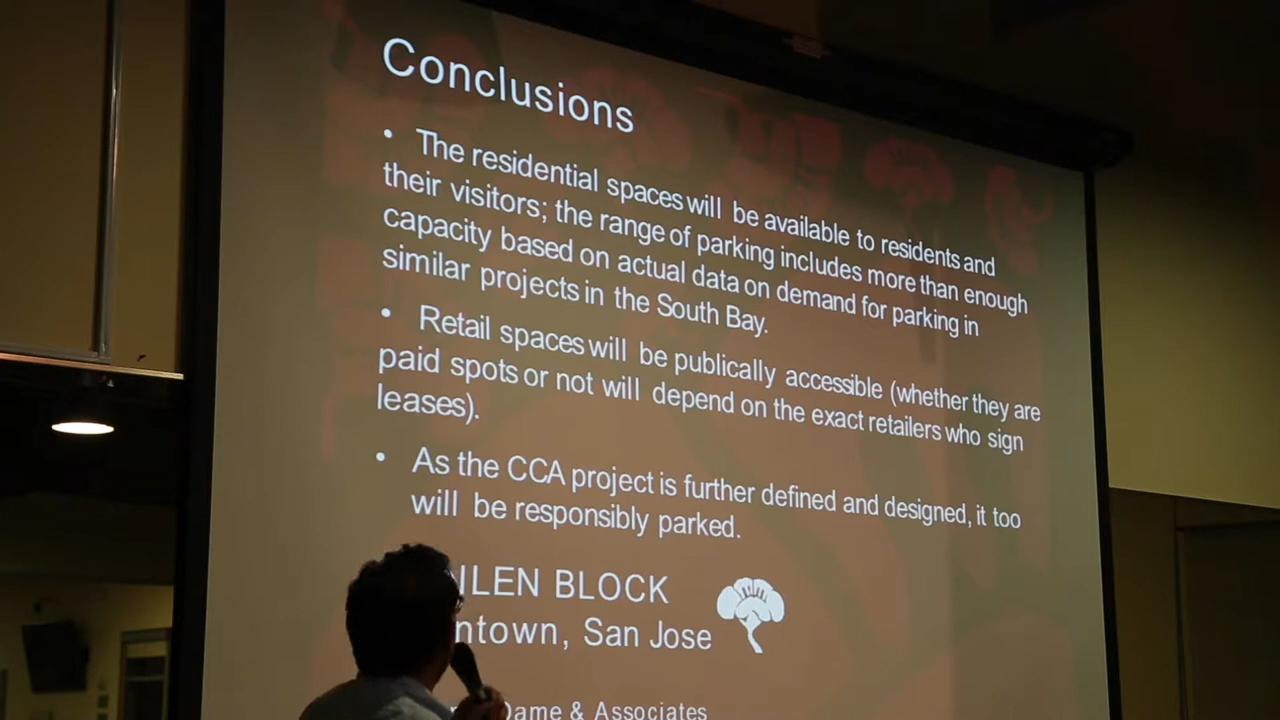 Conclusions
• The residential spaces will be available to residents and
their visitors; the range of parking includes more than enough
capacity based on actual data on demand for parking in
similar projects in the South Bay.
• Retail spaces will be publically accessible (whether they are
paid spots or not will depend on the exact retailers who sign
leases).
• As the CCA project is further defined and designed, it too
will be responsibly parked.
BLOCK
San Jose
& Associates